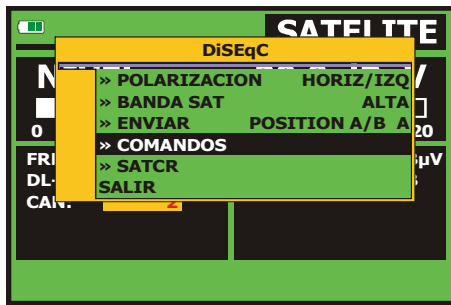 SATELITE
DiSEqC
» POLARIZACION HORIZ/IZQ
» BANDA SAT ALTA
» ENVIAR POSITION A/B A
» COMANDOS
» SATCR
SALIR
0
20
µV
DL-
CAN. 2